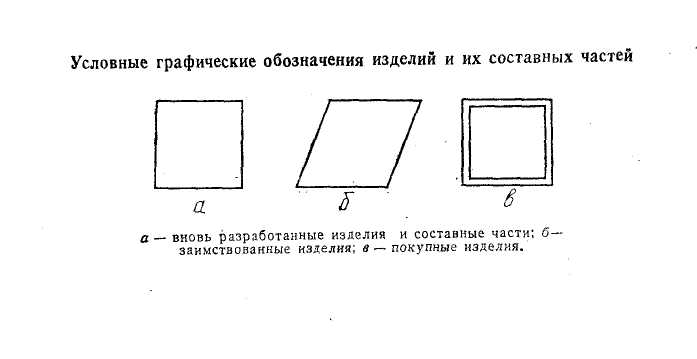 Условные графические обозначения изделий и их составных частей
а б в
а — вновь разработанные изделия и составные части; б—
заимствованные изделия; в — покупные изделия.